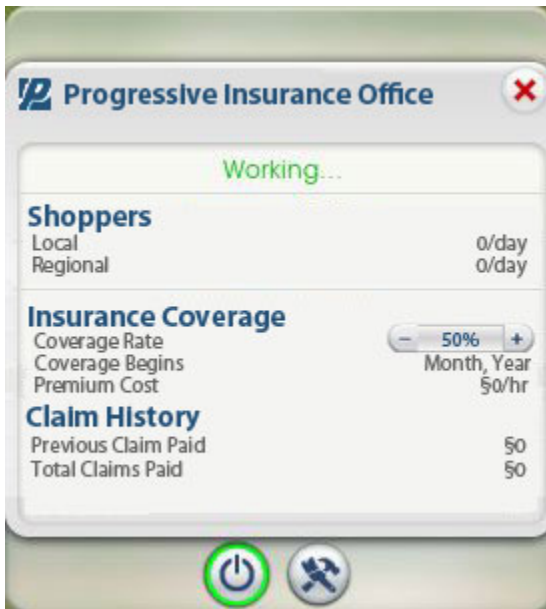 Progressive Insurance Office
Working...
Shoppers
Local 0/day
Regional 0/day
Insurance Coverage
Coverage Rate − 50% +
Coverage Begins Month, Year
Premium Cost §0/hr
Claim History
Previous Claim Paid §0
Total Claims Paid §0